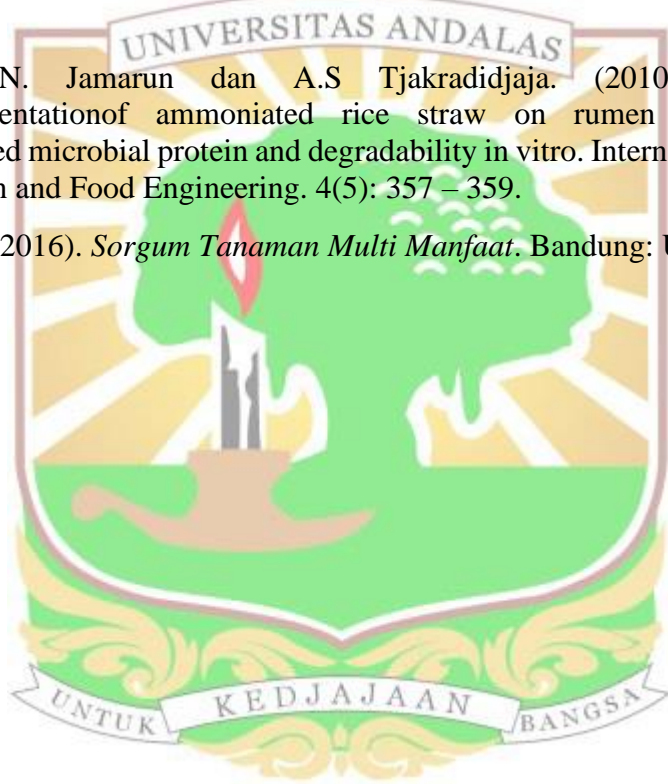 UNIVERSITAS ANDALAS
N. Jamarun dan A.S Tjakradidjaja. (2010
entationof ammoniated rice straw on rumen
ed microbial protein and degradability in vitro. Intern
n and Food Engineering. 4(5): 357 – 359.
2016). Sorgum Tanaman Multi Manfaat. Bandung: U
UNTUK KEDJAJAAN BANGSA